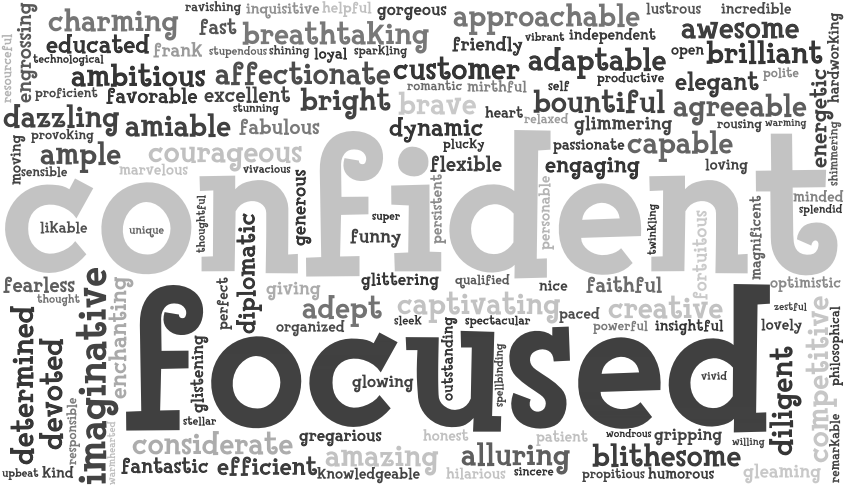 ravishing
inquisitive
helpful
gorgeous
lustrous
incredible
engrossing
charming
fast
breathtaking
approachable
awesome
hardworking
resourceful
educated
frank
stupendous
shining
loyal
sparkling
friendly
vibrant
independent
open
brilliant
technological
ambitious
affectionate
customer
adaptable
polite
proficient
favorable
excellent
romantic
mirthful
self
productive
elegant
energetic
dazzling
stunning
bright
brave
heart
relaxed
bountiful
agreeable
provoking
amiable
fabulous
dynamic
glimmering
rousing
warming
moving
ample
courageous
plucky
passionate
capable
shimmering
sensible
marvelous
vivacious
flexible
engaging
loving
confident
likable
unique
thoughtful
generous
super
funny
persistent
personable
twinkling
fortuitous
magnificent
minded
splendid
fearless
thought
imaginative
enchanting
perfect
diplomatic
giving
glittering
qualified
nice
faithful
optimistic
determined
devoted
adept
organized
captivating
sleek
spectacular
paced
creative
powerful
insightful
zestful
lovely
philosophical
focused
glistening
glowing
outstanding
spellbinding
vivid
diligent
competitive
responsible
warmhearted
stellar
considerate
gregarious
honest
patient
wondrous
gripping
willing
remarkable
upbeat
Kind
fantastic
efficient
amazing
Knowledgeable
hilarious
alluring
sincere
blithesome
propitious
humorous
gleaming